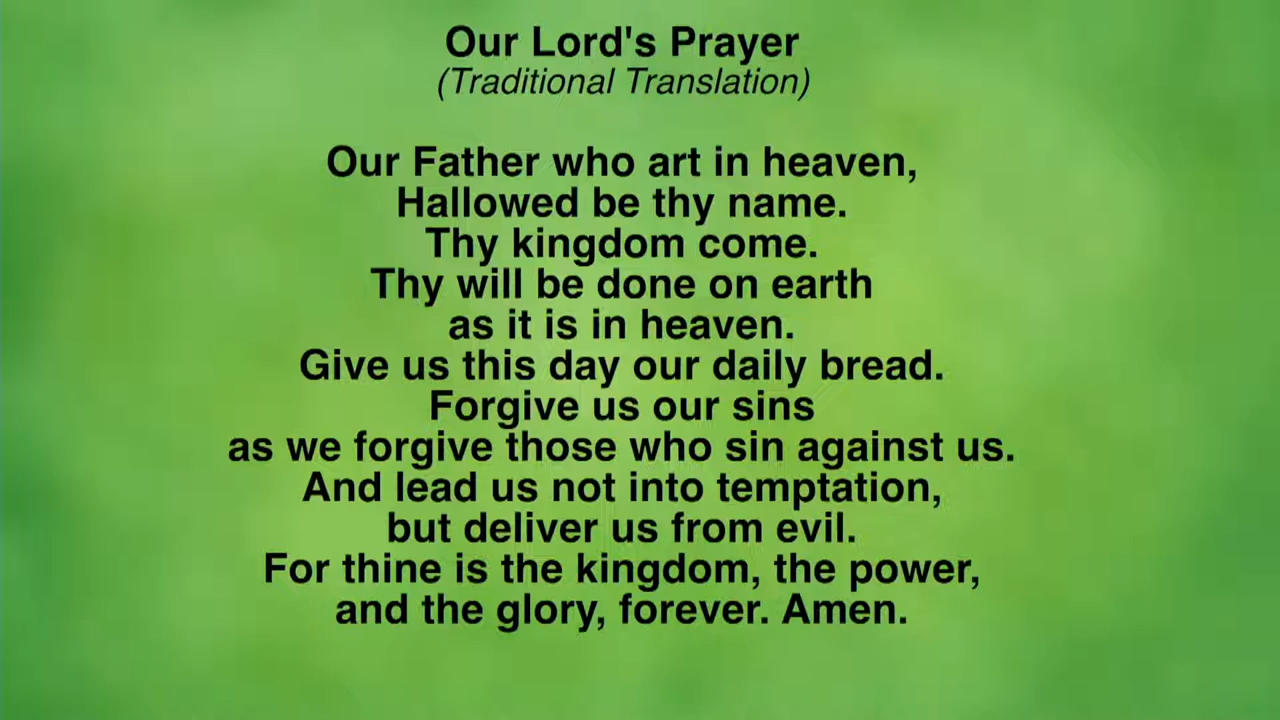 Our Lord's Prayer
(Traditional Translation)
Our Father who art in heaven,
Hallowed be thy name.
Thy kingdom come.
Thy will be done on earth
as it is in heaven.
Give us this day our daily bread.
Forgive us our sins
as we forgive those who sin against us.
And lead us not into temptation,
but deliver us from evil.
For thine is the kingdom, the power,
and the glory, forever. Amen.